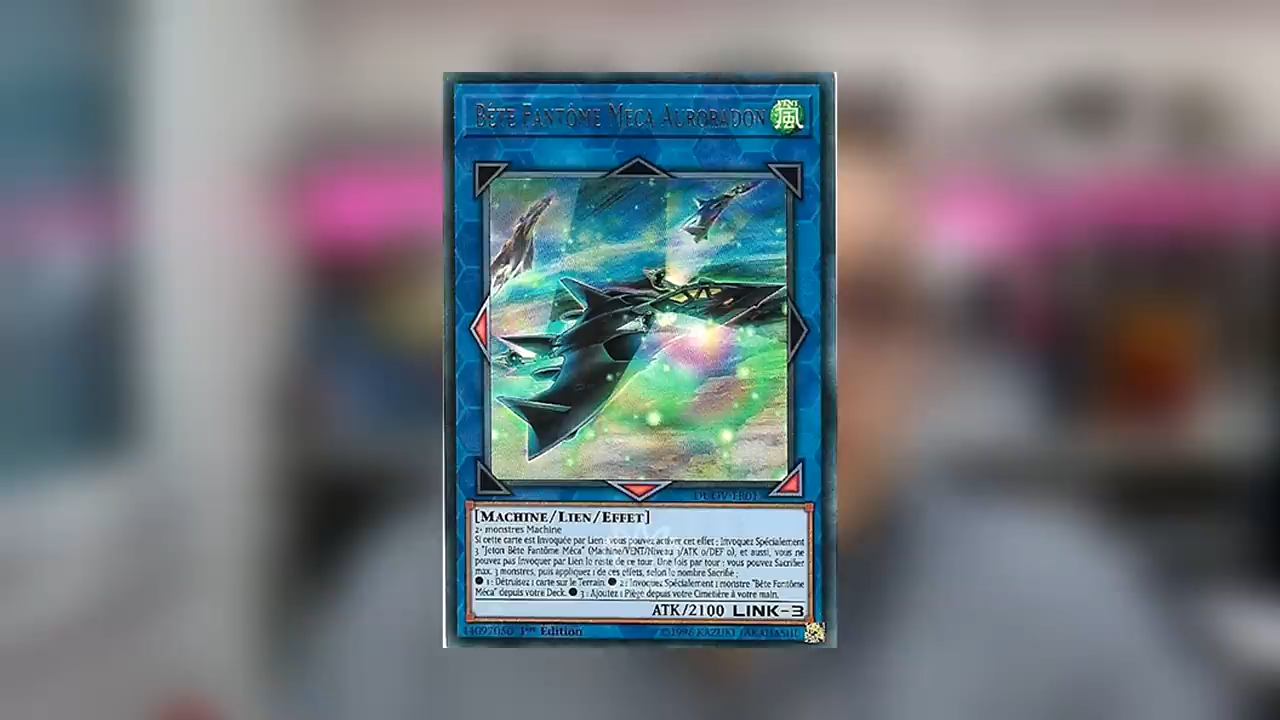 BÊTE FANTÔME MÉCA AURORADON
VENT
風
[MACHINE/LIEN/EFFET]
2+ monstres Machine
Si cette carte est Invoquée par Lien : vous pouvez activer cet effet ; Invoquez Spécialement
3 "Jeton Bête Fantôme Méca" (Machine/VENT/Niveau 3/ATK 0/DEF 0), et aussi, vous ne
pouvez pas Invoquer par Lien le reste de ce tour. Une fois par tour : vous pouvez Sacrifier
max. 3 monstres, puis appliquez 1 de ces effets, selon le nombre Sacrifié ;
● 1 : Détruisez 1 carte sur le Terrain. ● 2 : Invoquez Spécialement 1 monstre "Bête Fantôme
Méca" depuis votre Deck. ● 3 : Ajoutez 1 Piège depuis votre Cimetière à votre main.
ATK/2100 LINK-3
44097050 1st Edition ©1996 KAZUKI TAKAHASHI